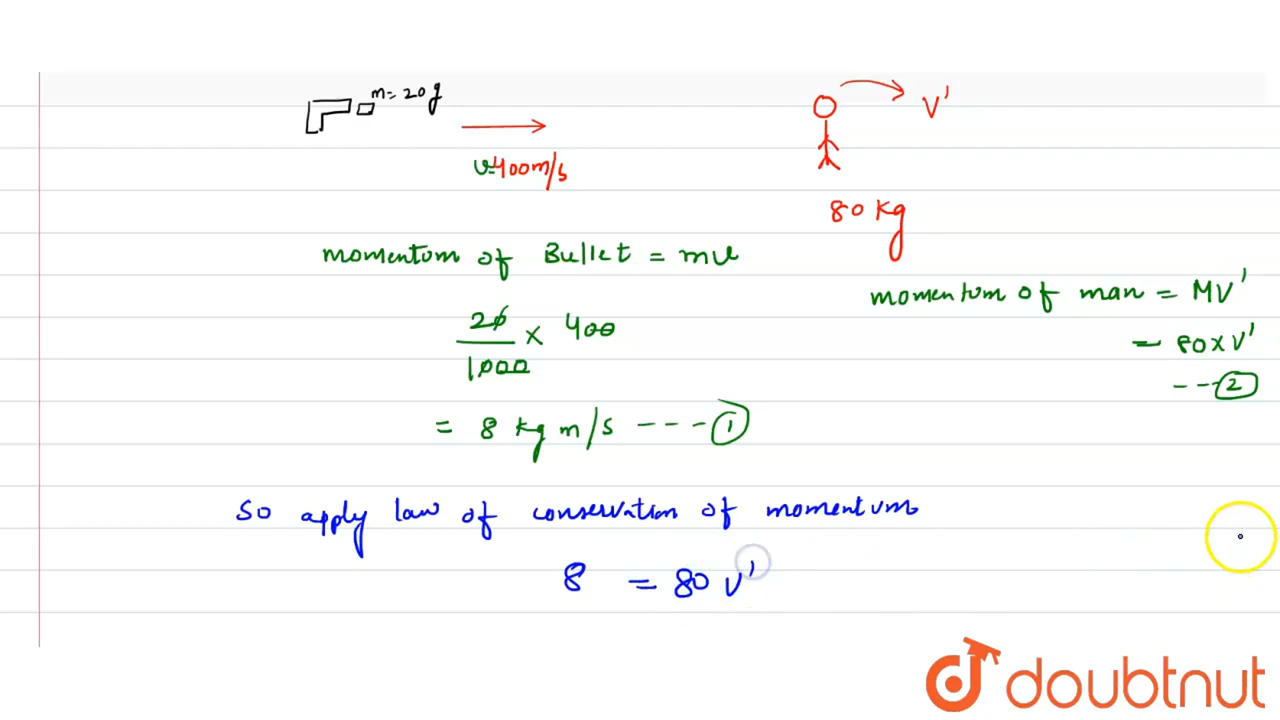 m = 20 g
v=400m/s
V'
80 kg
momentum of Bullet = mv
20/1000 × 400
= 8 kg m/s --- ①
momentum of man = MV'
= 80 x V'
--- ②
So apply law of conservation of momentum
8 = 80 v'
doubtnut